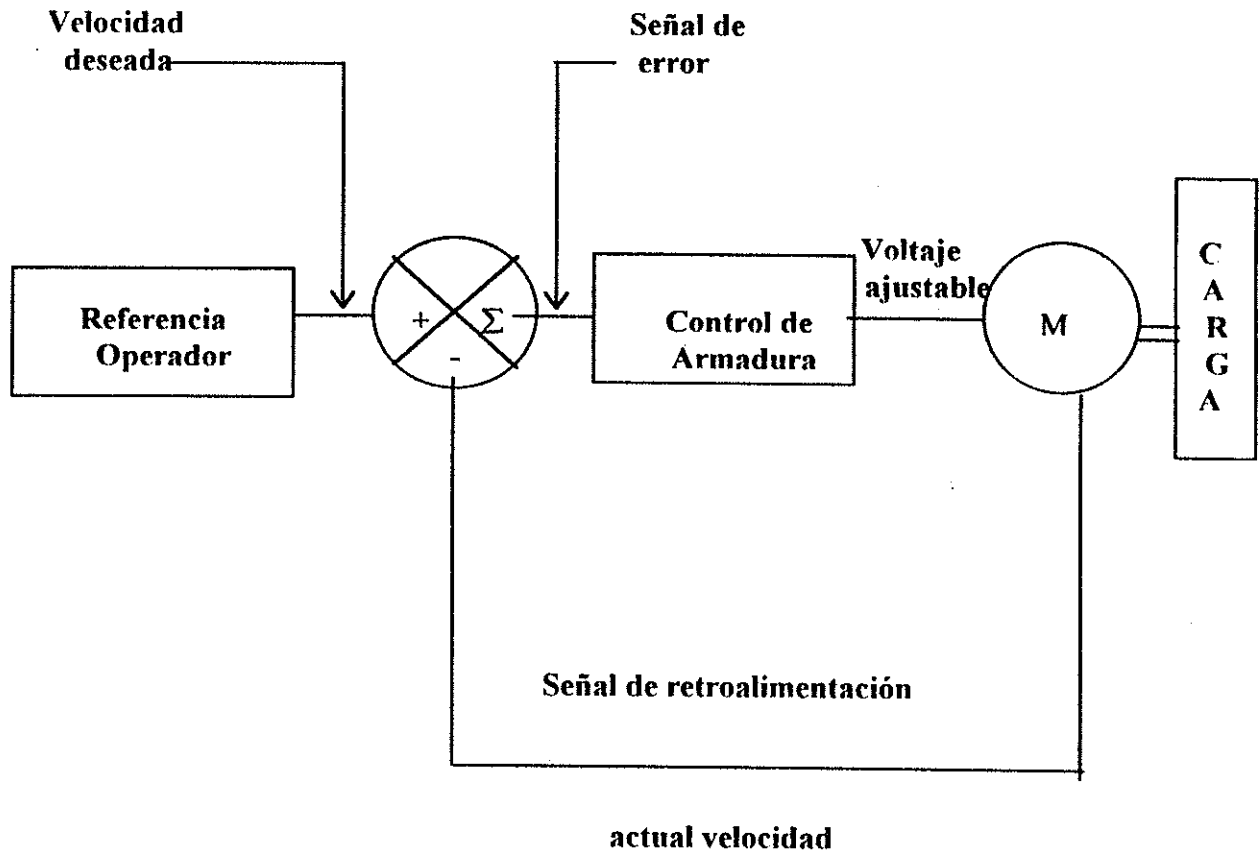 Velocidad
deseada
Señal de
error
Referencia
Operador
+
Σ
-
Control de
Armadura
Voltaje
ajustable
M
C
A
R
G
A
Señal de retroalimentación
actual velocidad